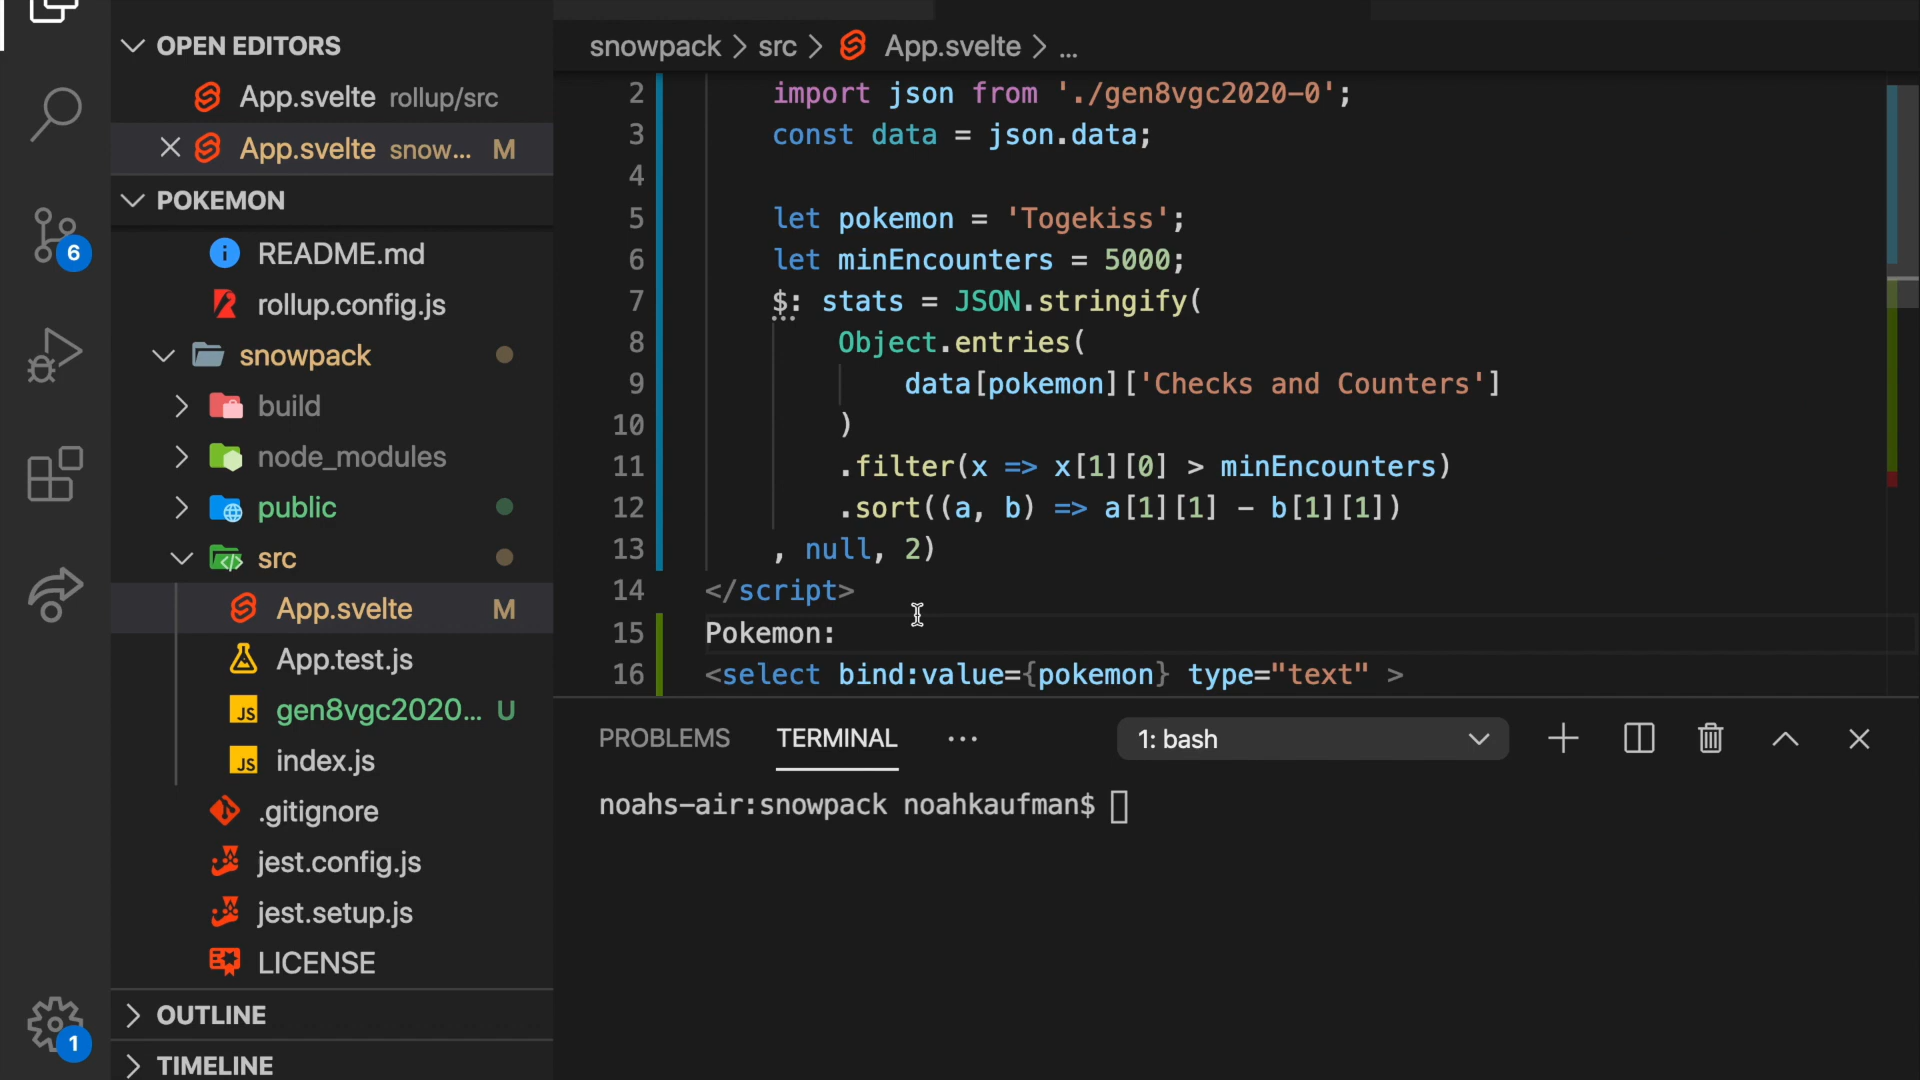 OPEN EDITORS
App.svelte rollup/src
App.svelte snow... M
POKEMON
README.md
rollup.config.js
snowpack
build
node_modules
public
src
App.svelte M
App.test.js
gen8vgc2020... U
index.js
.gitignore
jest.config.js
jest.setup.js
LICENSE
OUTLINE
TIMELINE
6
1
snowpack > src > App.svelte > ...
2 import json from './gen8vgc2020-0';
3 const data = json.data;
4
5 let pokemon = 'Togekiss';
6 let minEncounters = 5000;
7 $: stats = JSON.stringify(
8 Object.entries(
9 data[pokemon]['Checks and Counters']
10 )
11 .filter(x => x[1][0] > minEncounters)
12 .sort((a, b) => a[1][1] - b[1][1])
13 , null, 2)
14 </script>
15 Pokemon:
16 <select bind:value={pokemon} type="text" >
PROBLEMS TERMINAL ... 1: bash
noahs-air:snowpack noahkaufman$